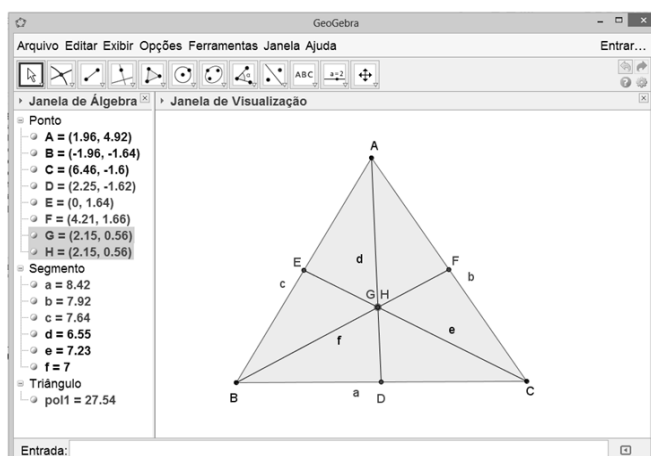 GeoGebra
Arquivo Editar Exibir Opções Ferramentas Janela Ajuda Entrar...
ABC a=2
Janela de Álgebra Janela de Visualização
Ponto
A = (1.96, 4.92)
B = (-1.96, -1.64)
C = (6.46, -1.6)
D = (2.25, -1.62)
E = (0, 1.64)
F = (4.21, 1.66)
G = (2.15, 0.56)
H = (2.15, 0.56)
Segmento
a = 8.42
b = 7.92
c = 7.64
d = 6.55
e = 7.23
f = 7
Triângulo
pol1 = 27.54
A
E d F
c b
G H
f e
B a D C
Entrada: